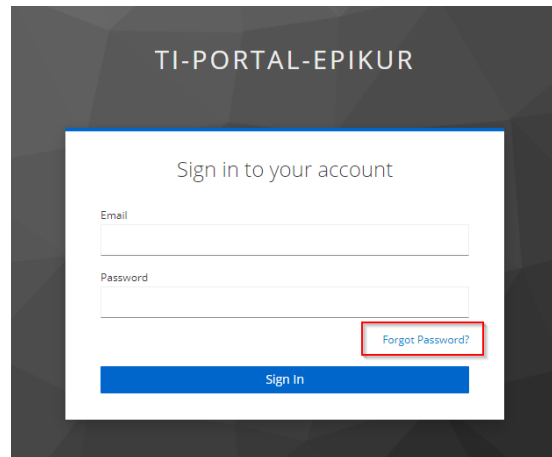 TI-PORTAL-EPIKUR
Sign in to your account
Email
Password
Forgot Password?
Sign In